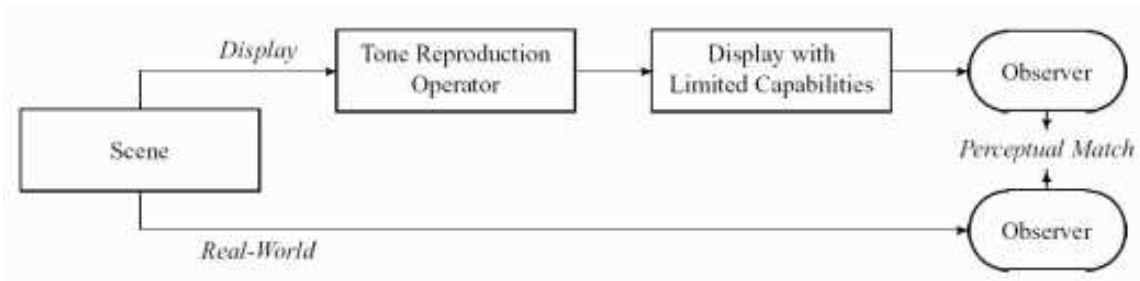 Display
Tone Reproduction
Operator
Display with
Limited Capabilities
Observer
Scene
Perceptual Match
Real-World
Observer